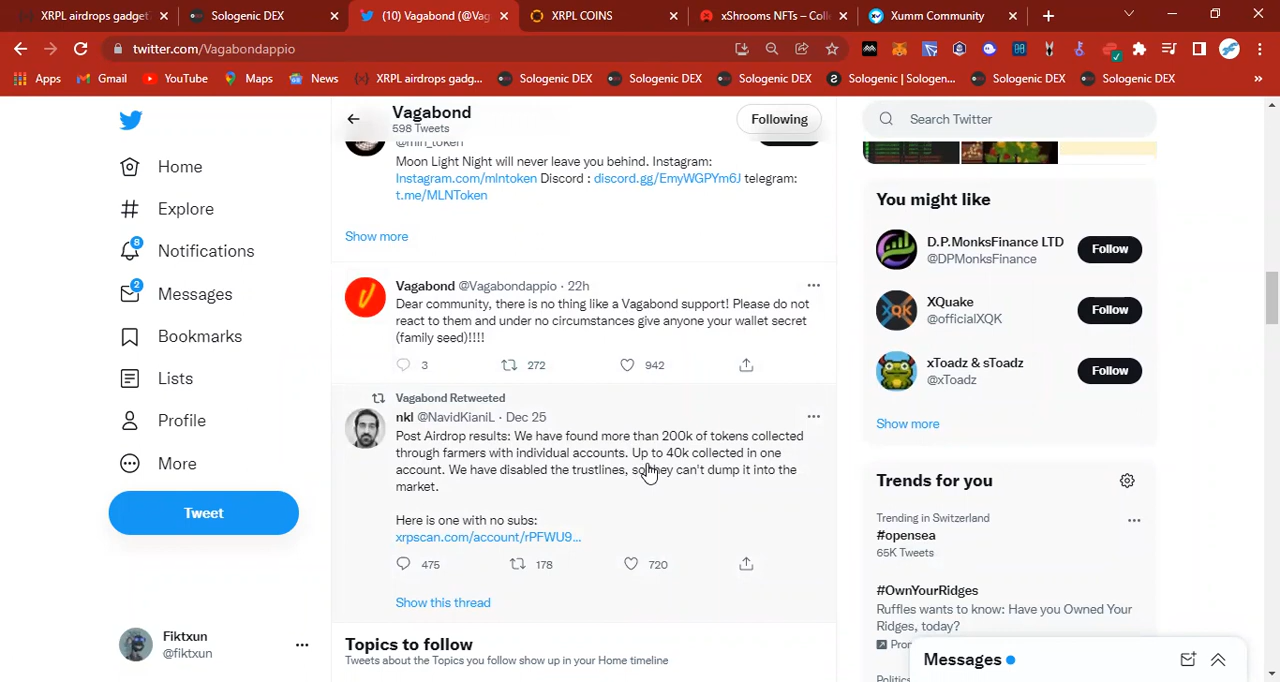 XRPL airdrops gadget
Sologenic DEX
(10) Vagabond (@Vag
XRPL COINS
xShrooms NFTs – Coll
Xumm Community
twitter.com/Vagabondappio
Apps
Gmail
YouTube
Maps
News
XRPL airdrops gadg...
Sologenic DEX
Sologenic DEX
Sologenic DEX
Sologenic | Sologen...
Sologenic DEX
Sologenic DEX
»
Home
Explore
8
Notifications
2
Messages
Bookmarks
Lists
Profile
More
Tweet
Fiktxun
@fiktxun
Vagabond
598 Tweets
Following
@mln_token
Moon Light Night will never leave you behind. Instagram:
Instagram.com/mlntoken Discord : discord.gg/EmyWGPYm6J telegram:
t.me/MLNToken
Show more
Vagabond @Vagabondappio · 22h
Dear community, there is no thing like a Vagabond support! Please do not
react to them and under no circumstances give anyone your wallet secret
(family seed)!!!!
3 272 942
Vagabond Retweeted
nkl @NavidKianiL · Dec 25
Post Airdrop results: We have found more than 200k of tokens collected
through farmers with individual accounts. Up to 40k collected in one
account. We have disabled the trustlines, so they can't dump it into the
market.
Here is one with no subs:
xrpscan.com/account/rPFWU9...
475 178 720
Show this thread
Topics to follow
Tweets about the Topics you follow show up in your Home timeline
Search Twitter
You might like
D.P.MonksFinance LTD
@DPMonksFinance
Follow
XQuake
@officialXQK
Follow
xToadz & sToadz
@xToadz
Follow
Show more
Trends for you
Trending in Switzerland
#opensea
65K Tweets
#OwnYourRidges
Ruffles wants to know: Have you Owned Your
Ridges, today?
Politics
Messages